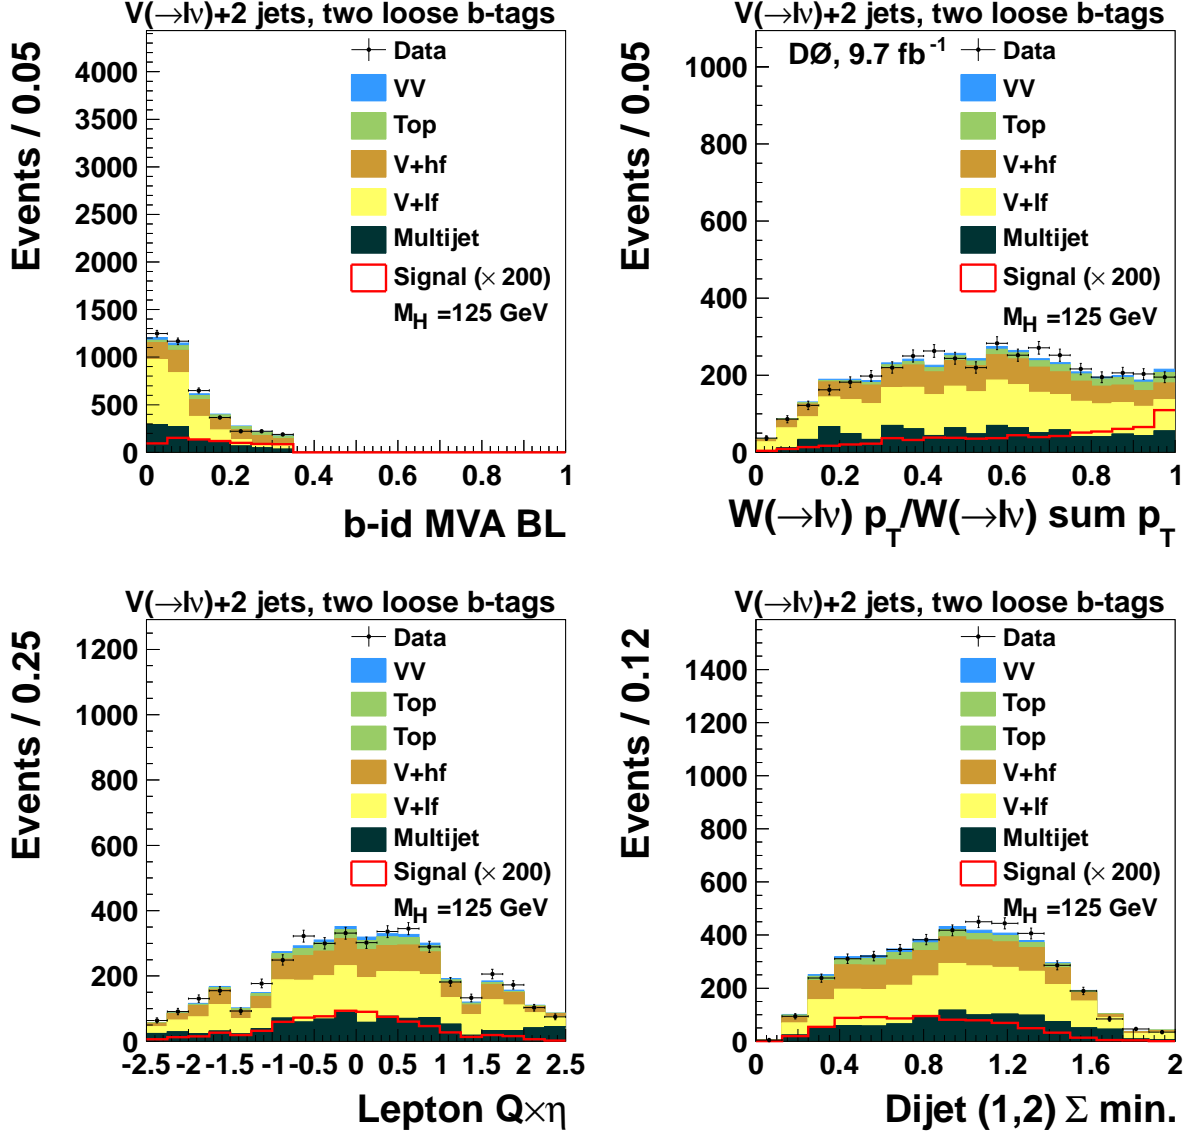 V(→lν)+2 jets, two loose b-tags
Events / 0.05
4000
3500
3000
2500
2000
1500
1000
500
0
0 0.2 0.4 0.6 0.8 1
b-id MVA BL
Data
VV
Top
V+hf
V+lf
Multijet
Signal (× 200)
M_H =125 GeV
V(→lν)+2 jets, two loose b-tags
DØ, 9.7 fb⁻¹
Events / 0.05
1000
800
600
400
200
0
0 0.2 0.4 0.6 0.8 1
W(→lν) p_T/W(→lν) sum p_T
Data
VV
Top
V+hf
V+lf
Multijet
Signal (× 200)
M_H =125 GeV
V(→lν)+2 jets, two loose b-tags
Events / 0.25
1200
1000
800
600
400
200
0
-2.5 -2 -1.5 -1 -0.5 0 0.5 1 1.5 2 2.5
Lepton Q×η
Data
VV
Top
Top
V+hf
V+lf
Multijet
Signal (× 200)
M_H =125 GeV
V(→lν)+2 jets, two loose b-tags
Events / 0.12
1400
1200
1000
800
600
400
200
0
0 0.4 0.8 1.2 1.6 2
Dijet (1,2) Σ min.
Data
VV
Top
Top
V+hf
V+lf
Multijet
Signal (× 200)
M_H =125 GeV